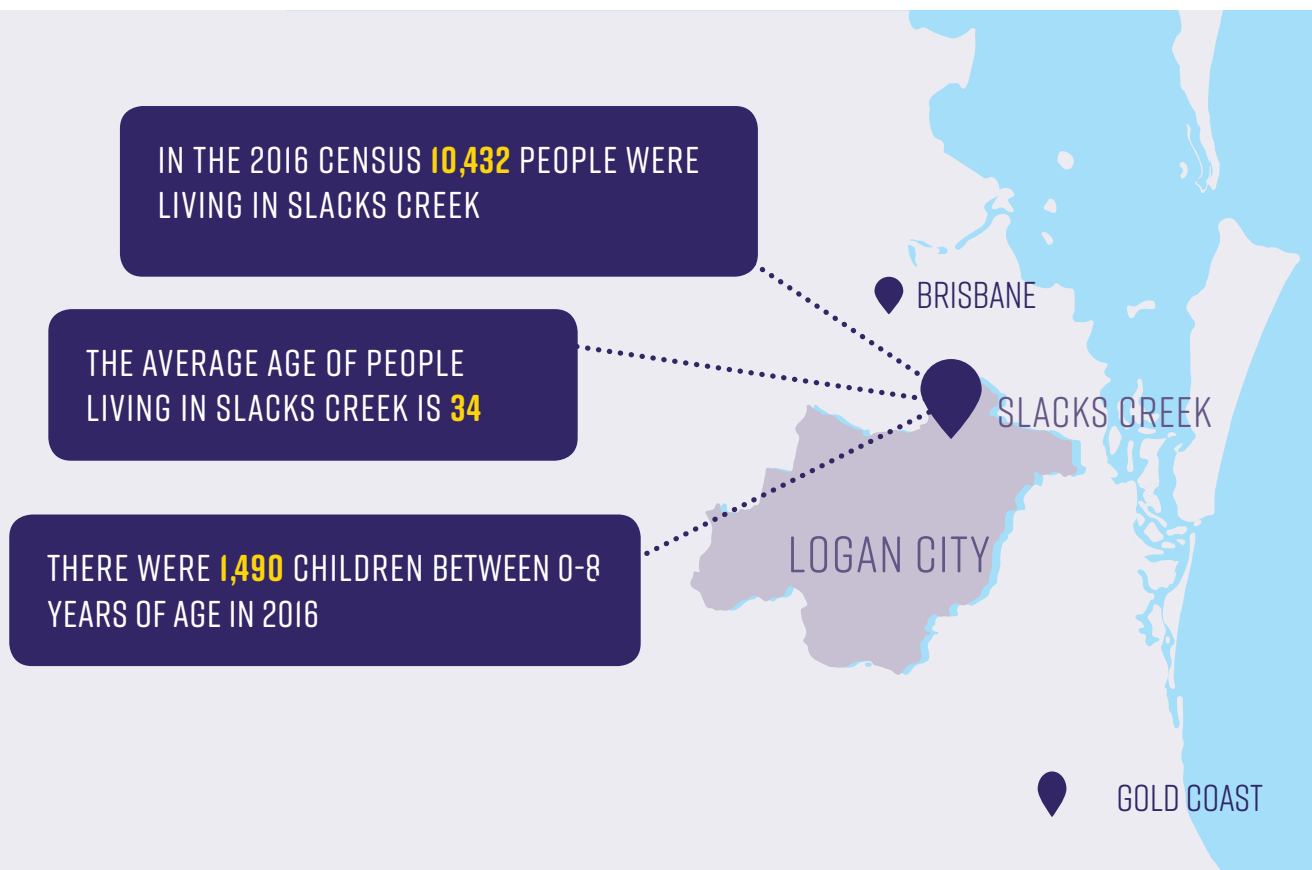 IN THE 2016 CENSUS 10,432 PEOPLE WERE
LIVING IN SLACKS CREEK
BRISBANE
THE AVERAGE AGE OF PEOPLE
LIVING IN SLACKS CREEK IS 34
SLACKS CREEK
LOGAN CITY
THERE WERE 1,490 CHILDREN BETWEEN 0-8
YEARS OF AGE IN 2016
GOLD COAST